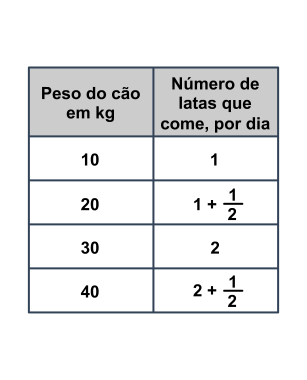 Peso do cão
em kg
Número de
latas que
come, por dia
10
1
20
1 + 1/2
30
2
40
2 + 1/2